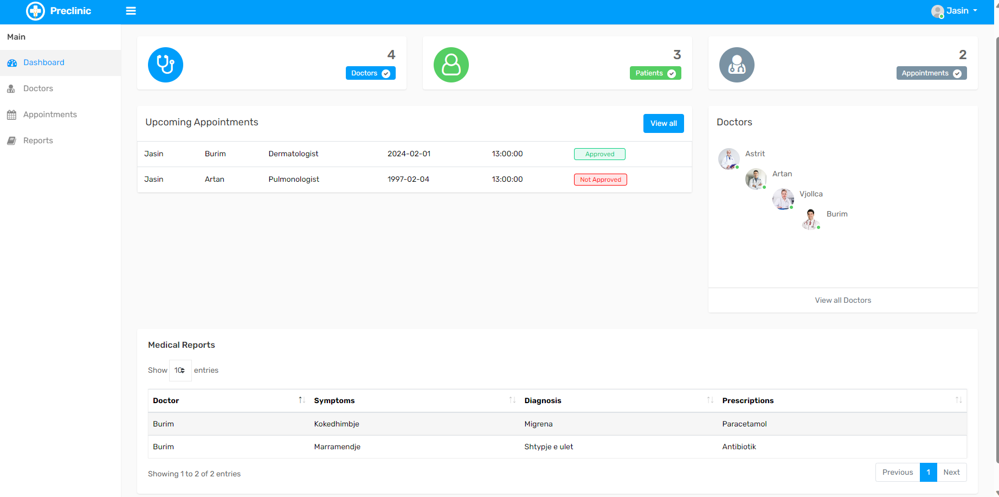 Preclinic
Jasin
Main
Dashboard
Doctors
Appointments
Reports
4
Doctors
3
Patients
2
Appointments
Upcoming Appointments
View all
Jasin Burim Dermatologist 2024-02-01 13:00:00 Approved
Jasin Artan Pulmonologist 1997-02-04 13:00:00 Not Approved
Doctors
Astrit
Artan
Vjollca
Burim
View all Doctors
Medical Reports
Show 10 entries
Doctor Symptoms Diagnosis Prescriptions
Burim Kokedhimbje Migrena Paracetamol
Burim Marramendje Shtypje e ulet Antibiotik
Showing 1 to 2 of 2 entries
Previous 1 Next